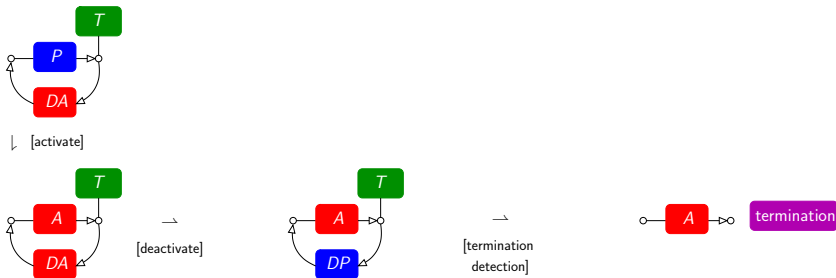 T
P
DA
[activate]
T
A
DA
[deactivate]
T
A
DP
[termination
detection]
A
termination